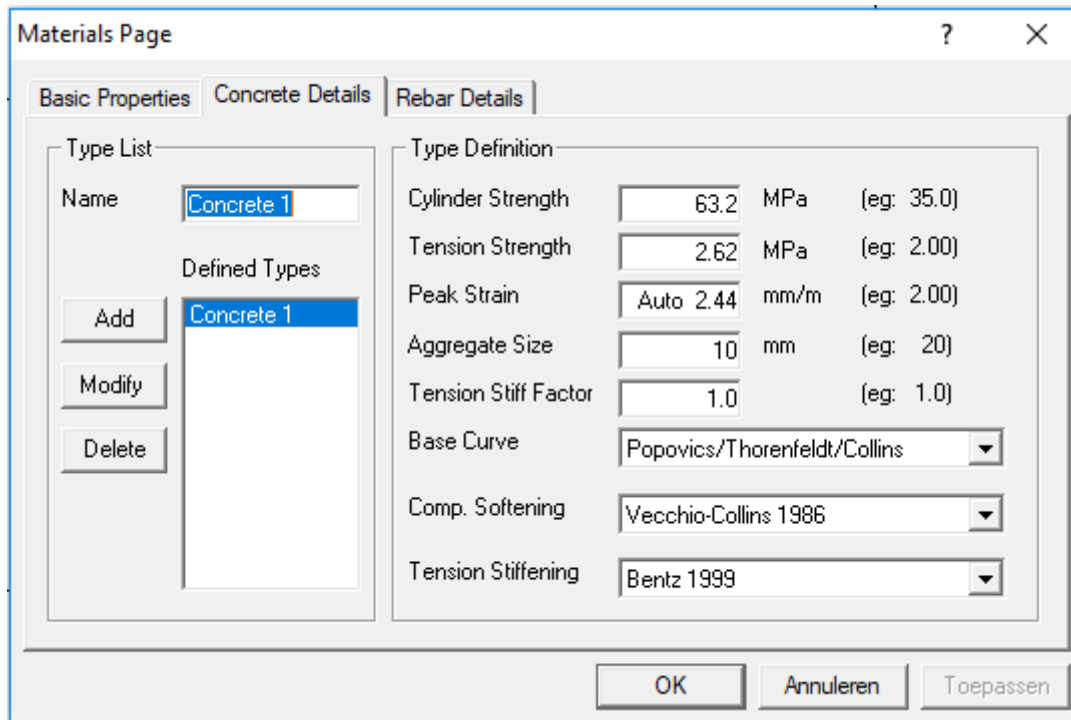 Materials Page ?
Basic Properties Concrete Details Rebar Details
Type List
Name Concrete 1
Defined Types
Concrete 1
Add
Modify
Delete
Type Definition
Cylinder Strength 63.2 MPa (eg: 35.0)
Tension Strength 2.62 MPa (eg: 2.00)
Peak Strain Auto 2.44 mm/m (eg: 2.00)
Aggregate Size 10 mm (eg: 20)
Tension Stiff Factor 1.0 (eg: 1.0)
Base Curve Popovics/Thorenfeldt/Collins
Comp. Softening Vecchio-Collins 1986
Tension Stiffening Bentz 1999
OK Annuleren Toepassen